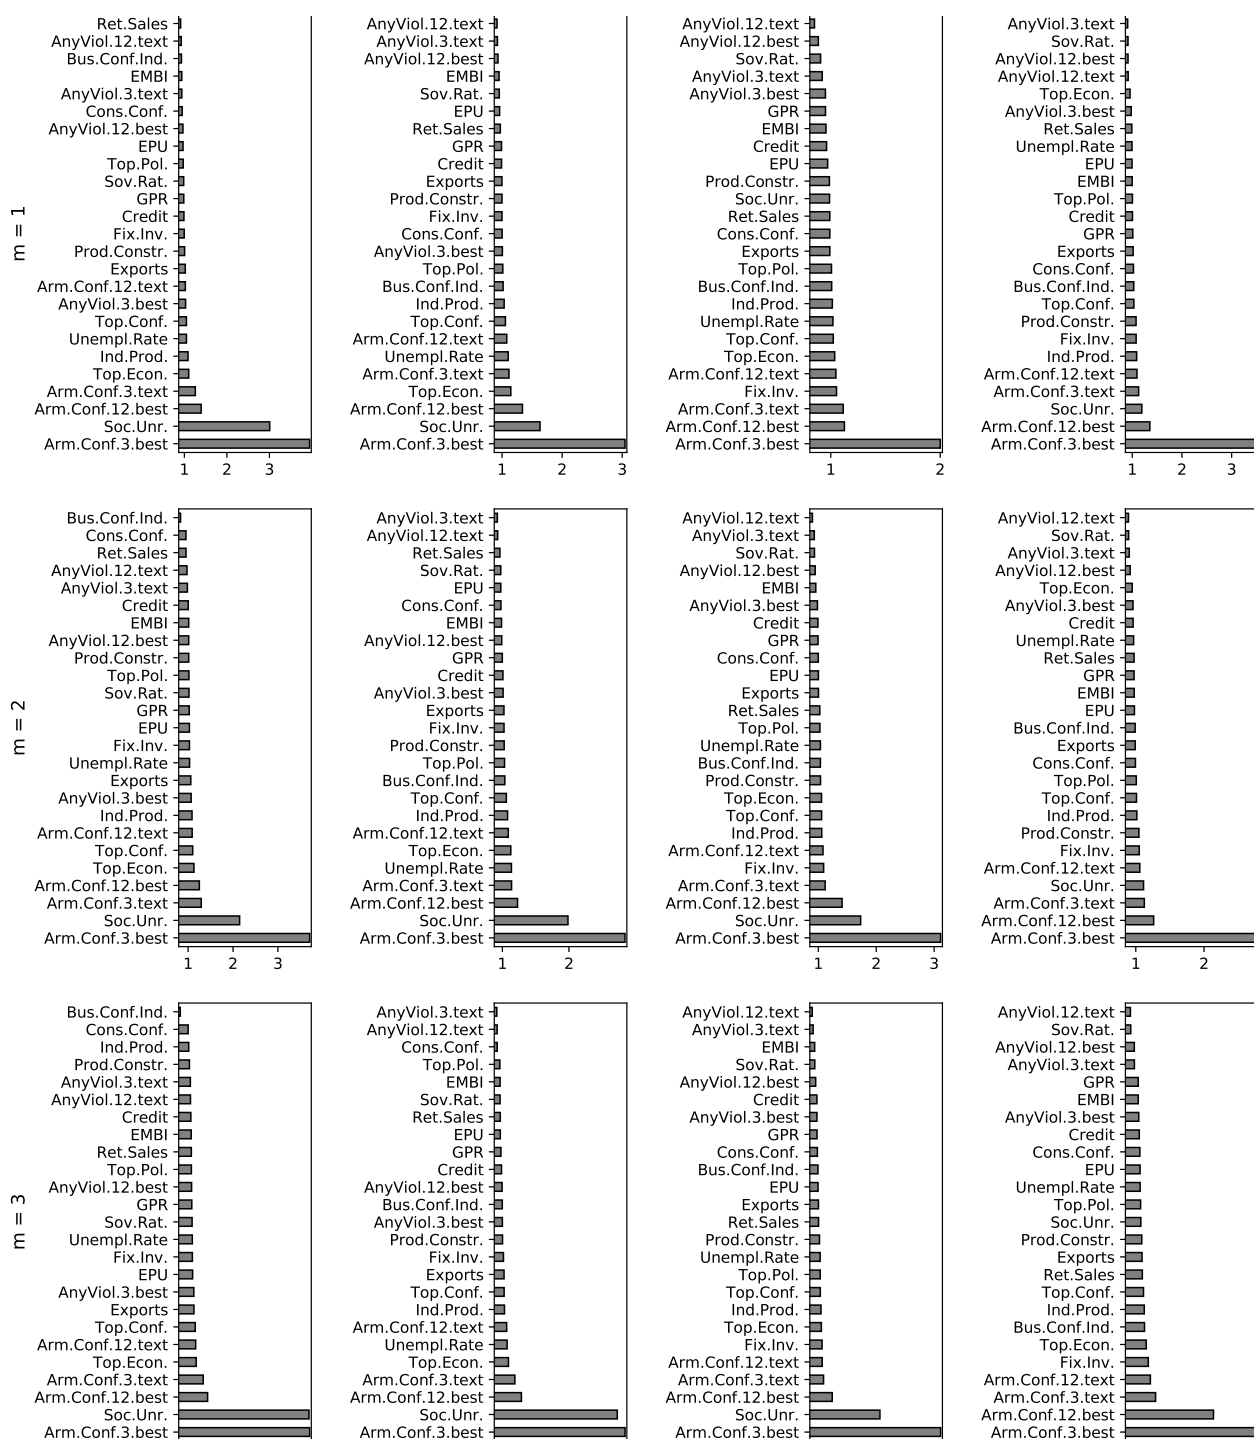 m = 1
Ret.Sales
AnyViol.12.text
Bus.Conf.Ind.
EMBI
AnyViol.3.text
Cons.Conf.
AnyViol.12.best
EPU
Top.Pol.
Sov.Rat.
GPR
Credit
Fix.Inv.
Prod.Constr.
Exports
Arm.Conf.12.text
AnyViol.3.best
Top.Conf.
Unempl.Rate
Ind.Prod.
Top.Econ.
Arm.Conf.3.text
Arm.Conf.12.best
Soc.Unr.
Arm.Conf.3.best
1 2 3
AnyViol.12.text
AnyViol.3.text
AnyViol.12.best
EMBI
Sov.Rat.
EPU
Ret.Sales
GPR
Credit
Exports
Prod.Constr.
Fix.Inv.
Cons.Conf.
AnyViol.3.best
Top.Pol.
Bus.Conf.Ind.
Ind.Prod.
Top.Conf.
Arm.Conf.12.text
Unempl.Rate
Arm.Conf.3.text
Top.Econ.
Arm.Conf.12.best
Soc.Unr.
Arm.Conf.3.best
1 2 3
AnyViol.12.text
AnyViol.12.best
Sov.Rat.
AnyViol.3.text
AnyViol.3.best
GPR
EMBI
Credit
EPU
Prod.Constr.
Soc.Unr.
Ret.Sales
Cons.Conf.
Exports
Top.Pol.
Bus.Conf.Ind.
Ind.Prod.
Unempl.Rate
Top.Conf.
Top.Econ.
Arm.Conf.12.text
Fix.Inv.
Arm.Conf.3.text
Arm.Conf.12.best
Arm.Conf.3.best
1 2
AnyViol.3.text
Sov.Rat.
AnyViol.12.best
AnyViol.12.text
Top.Econ.
AnyViol.3.best
Ret.Sales
Unempl.Rate
EPU
EMBI
Top.Pol.
Credit
GPR
Exports
Cons.Conf.
Bus.Conf.Ind.
Top.Conf.
Prod.Constr.
Fix.Inv.
Ind.Prod.
Arm.Conf.12.text
Arm.Conf.3.text
Soc.Unr.
Arm.Conf.12.best
Arm.Conf.3.best
1 2 3
m = 2
Bus.Conf.Ind.
Cons.Conf.
Ret.Sales
AnyViol.12.text
AnyViol.3.text
Credit
EMBI
AnyViol.12.best
Prod.Constr.
Top.Pol.
Sov.Rat.
GPR
EPU
Fix.Inv.
Unempl.Rate
Exports
AnyViol.3.best
Ind.Prod.
Arm.Conf.12.text
Top.Conf.
Top.Econ.
Arm.Conf.12.best
Arm.Conf.3.text
Soc.Unr.
Arm.Conf.3.best
1 2 3
AnyViol.3.text
AnyViol.12.text
Ret.Sales
Sov.Rat.
EPU
Cons.Conf.
EMBI
AnyViol.12.best
GPR
Credit
AnyViol.3.best
Exports
Fix.Inv.
Prod.Constr.
Top.Pol.
Bus.Conf.Ind.
Top.Conf.
Ind.Prod.
Arm.Conf.12.text
Top.Econ.
Unempl.Rate
Arm.Conf.3.text
Arm.Conf.12.best
Soc.Unr.
Arm.Conf.3.best
1 2
AnyViol.12.text
AnyViol.3.text
Sov.Rat.
AnyViol.12.best
EMBI
AnyViol.3.best
Credit
GPR
Cons.Conf.
EPU
Exports
Ret.Sales
Top.Pol.
Unempl.Rate
Bus.Conf.Ind.
Prod.Constr.
Top.Econ.
Top.Conf.
Ind.Prod.
Arm.Conf.12.text
Fix.Inv.
Arm.Conf.3.text
Arm.Conf.12.best
Soc.Unr.
Arm.Conf.3.best
1 2 3
AnyViol.12.text
Sov.Rat.
AnyViol.3.text
AnyViol.12.best
Top.Econ.
AnyViol.3.best
Credit
Unempl.Rate
Ret.Sales
GPR
EMBI
EPU
Bus.Conf.Ind.
Exports
Cons.Conf.
Top.Pol.
Top.Conf.
Ind.Prod.
Prod.Constr.
Fix.Inv.
Arm.Conf.12.text
Soc.Unr.
Arm.Conf.3.text
Arm.Conf.12.best
Arm.Conf.3.best
1 2
m = 3
Bus.Conf.Ind.
Cons.Conf.
Ind.Prod.
Prod.Constr.
AnyViol.3.text
AnyViol.12.text
Credit
EMBI
Ret.Sales
Top.Pol.
AnyViol.12.best
GPR
Sov.Rat.
Unempl.Rate
Fix.Inv.
EPU
AnyViol.3.best
Exports
Top.Conf.
Arm.Conf.12.text
Top.Econ.
Arm.Conf.3.text
Arm.Conf.12.best
Soc.Unr.
Arm.Conf.3.best
AnyViol.3.text
AnyViol.12.text
Cons.Conf.
Top.Pol.
EMBI
Sov.Rat.
Ret.Sales
EPU
GPR
Credit
AnyViol.12.best
Bus.Conf.Ind.
AnyViol.3.best
Prod.Constr.
Fix.Inv.
Exports
Top.Conf.
Ind.Prod.
Arm.Conf.12.text
Unempl.Rate
Top.Econ.
Arm.Conf.3.text
Arm.Conf.12.best
Soc.Unr.
Arm.Conf.3.best
AnyViol.12.text
AnyViol.3.text
EMBI
Sov.Rat.
AnyViol.12.best
Credit
AnyViol.3.best
GPR
Cons.Conf.
Bus.Conf.Ind.
EPU
Exports
Ret.Sales
Prod.Constr.
Unempl.Rate
Top.Pol.
Top.Conf.
Ind.Prod.
Top.Econ.
Fix.Inv.
Arm.Conf.12.text
Arm.Conf.3.text
Arm.Conf.12.best
Soc.Unr.
Arm.Conf.3.best
AnyViol.12.text
Sov.Rat.
AnyViol.12.best
AnyViol.3.text
GPR
EMBI
AnyViol.3.best
Credit
Cons.Conf.
EPU
Unempl.Rate
Top.Pol.
Soc.Unr.
Prod.Constr.
Exports
Ret.Sales
Top.Conf.
Ind.Prod.
Bus.Conf.Ind.
Top.Econ.
Fix.Inv.
Arm.Conf.12.text
Arm.Conf.3.text
Arm.Conf.12.best
Arm.Conf.3.best